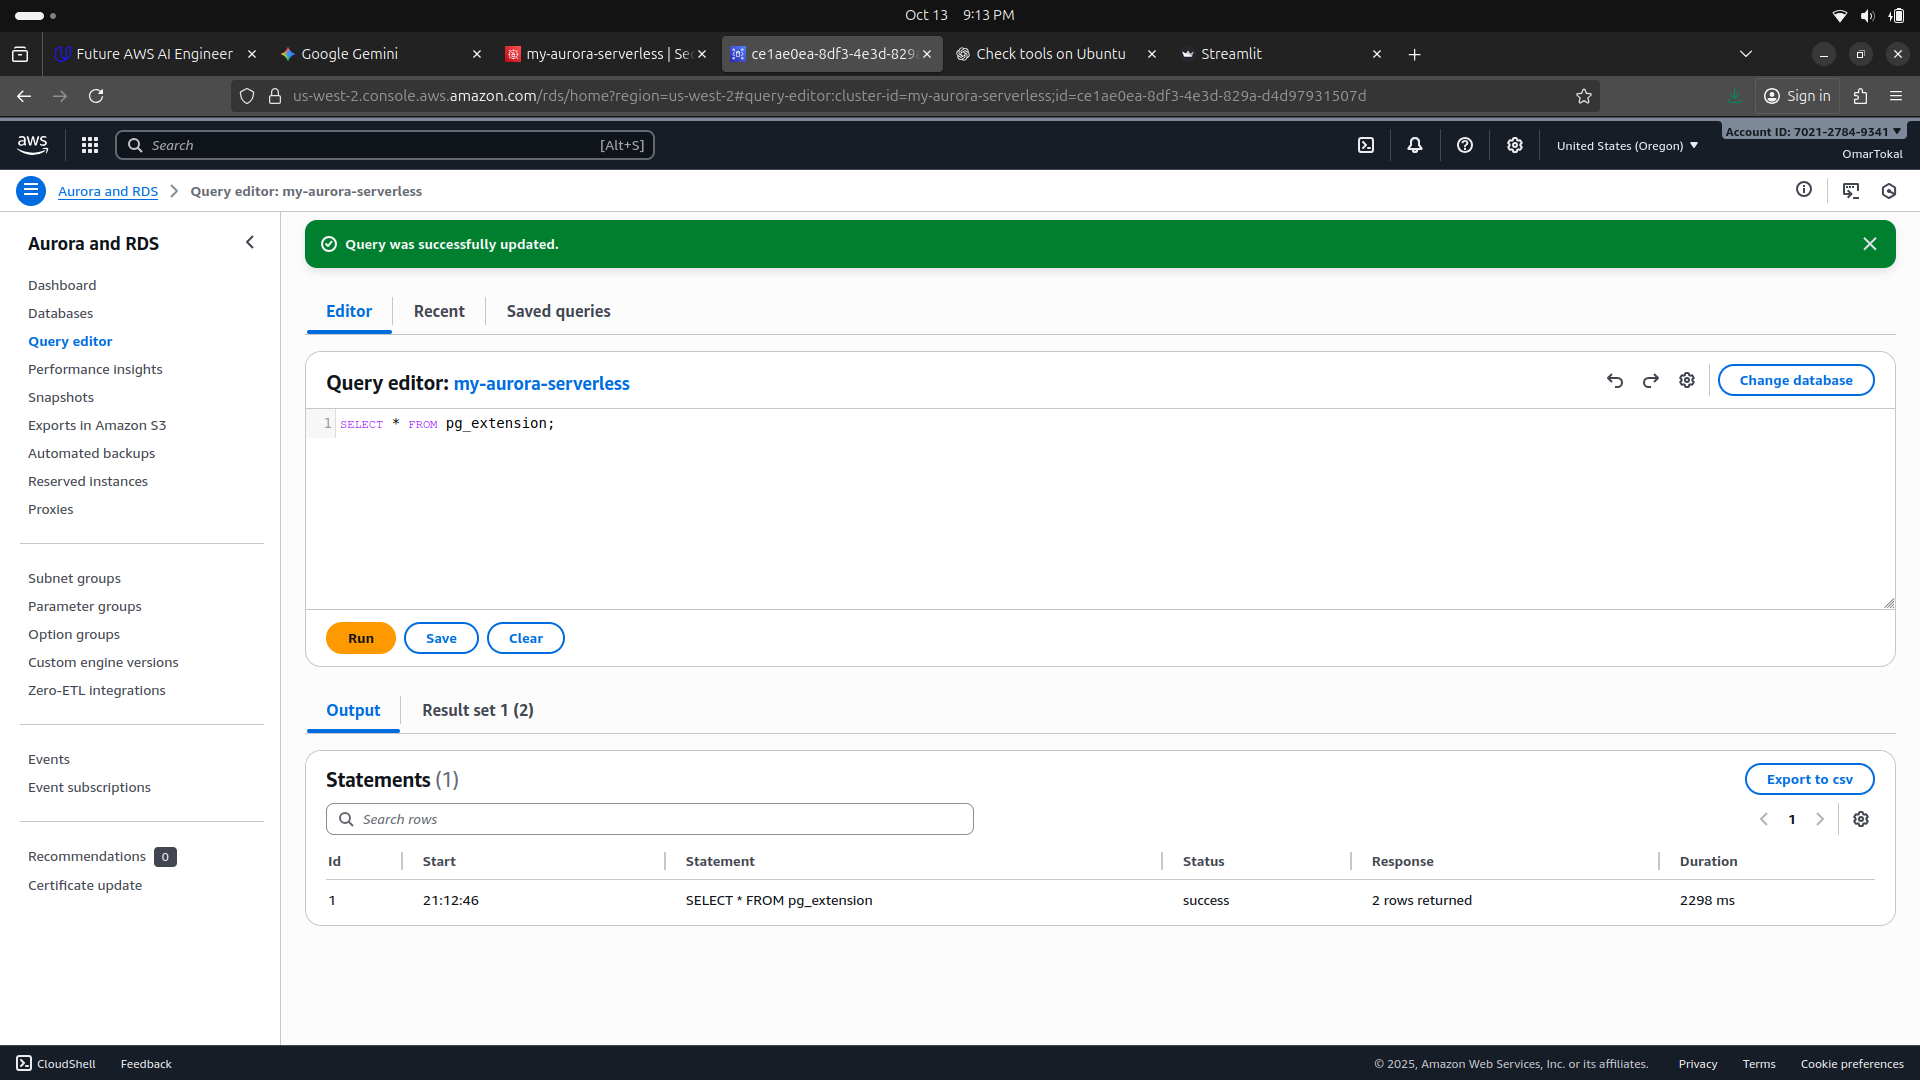 Oct 13 9:13 PM
Future AWS AI Engineer
Google Gemini
my-aurora-serverless | Sec
ce1ae0ea-8df3-4e3d-829a
Check tools on Ubuntu
Streamlit
us-west-2.console.aws.amazon.com/rds/home?region=us-west-2#query-editor:cluster-id=my-aurora-serverless;id=ce1ae0ea-8df3-4e3d-829a-d4d97931507d
Sign in
aws
Search [Alt+S]
United States (Oregon)
Account ID: 7021-2784-9341
OmarTokal
Aurora and RDS
Query editor: my-aurora-serverless
Aurora and RDS
Dashboard
Databases
Query editor
Performance insights
Snapshots
Exports in Amazon S3
Automated backups
Reserved instances
Proxies
Subnet groups
Parameter groups
Option groups
Custom engine versions
Zero-ETL integrations
Events
Event subscriptions
Recommendations 0
Certificate update
Query was successfully updated.
Editor
Recent
Saved queries
Query editor: my-aurora-serverless
Change database
1 SELECT * FROM pg_extension;
Run
Save
Clear
Output
Result set 1 (2)
Statements (1)
Export to csv
Search rows
1
Id Start Statement Status Response Duration
1 21:12:46 SELECT * FROM pg_extension success 2 rows returned 2298 ms
CloudShell
Feedback
© 2025, Amazon Web Services, Inc. or its affiliates.
Privacy
Terms
Cookie preferences